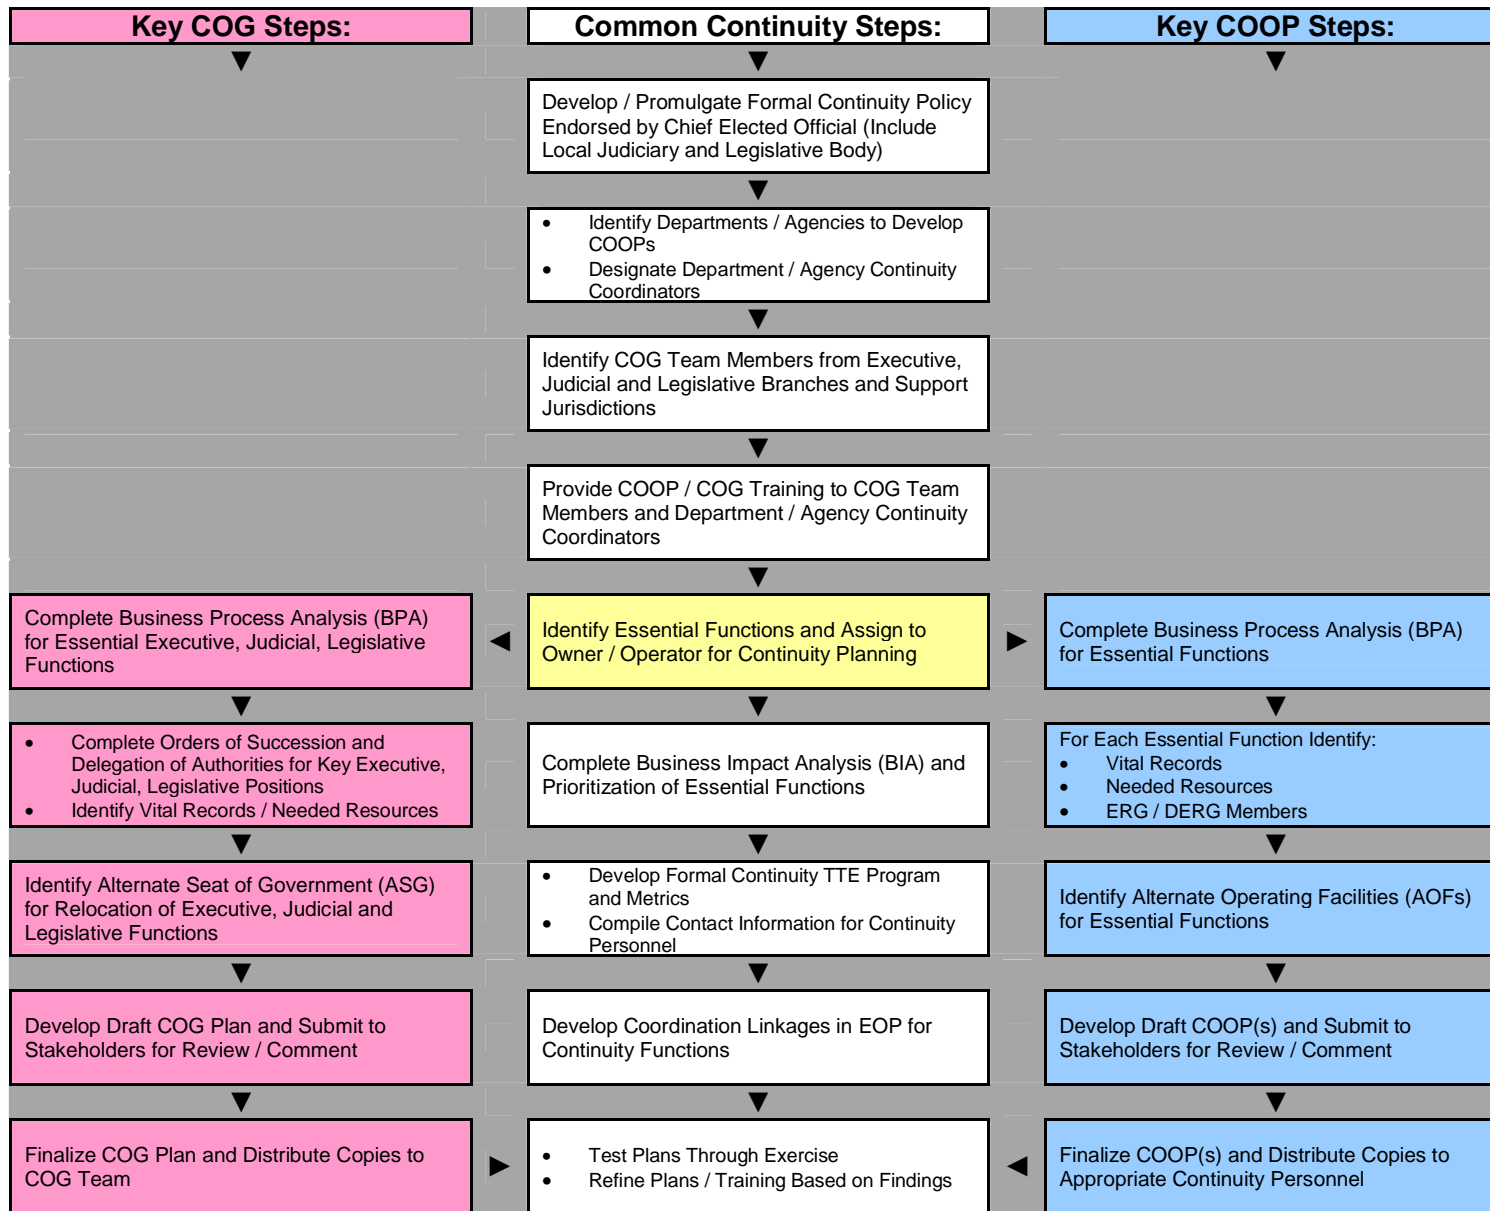 Key COG Steps:
Common Continuity Steps:
Key COOP Steps:
▼
▼
▼
Develop / Promulgate Formal Continuity Policy
Endorsed by Chief Elected Official (Include
Local Judiciary and Legislative Body)
▼
• Identify Departments / Agencies to Develop
COOPs
• Designate Department / Agency Continuity
Coordinators
▼
Identify COG Team Members from Executive,
Judicial and Legislative Branches and Support
Jurisdictions
▼
Provide COOP / COG Training to COG Team
Members and Department / Agency Continuity
Coordinators
▼
Complete Business Process Analysis (BPA)
for Essential Executive, Judicial, Legislative
Functions
◄
Identify Essential Functions and Assign to
Owner / Operator for Continuity Planning
►
Complete Business Process Analysis (BPA)
for Essential Functions
▼
▼
▼
• Complete Orders of Succession and
Delegation of Authorities for Key Executive,
Judicial, Legislative Positions
• Identify Vital Records / Needed Resources
Complete Business Impact Analysis (BIA) and
Prioritization of Essential Functions
For Each Essential Function Identify:
• Vital Records
• Needed Resources
• ERG / DERG Members
▼
▼
▼
Identify Alternate Seat of Government (ASG)
for Relocation of Executive, Judicial and
Legislative Functions
• Develop Formal Continuity TTE Program
and Metrics
• Compile Contact Information for Continuity
Personnel
Identify Alternate Operating Facilities (AOFs)
for Essential Functions
▼
▼
▼
Develop Draft COG Plan and Submit to
Stakeholders for Review / Comment
Develop Coordination Linkages in EOP for
Continuity Functions
Develop Draft COOP(s) and Submit to
Stakeholders for Review / Comment
▼
▼
▼
Finalize COG Plan and Distribute Copies to
COG Team
►
• Test Plans Through Exercise
• Refine Plans / Training Based on Findings
◄
Finalize COOP(s) and Distribute Copies to
Appropriate Continuity Personnel